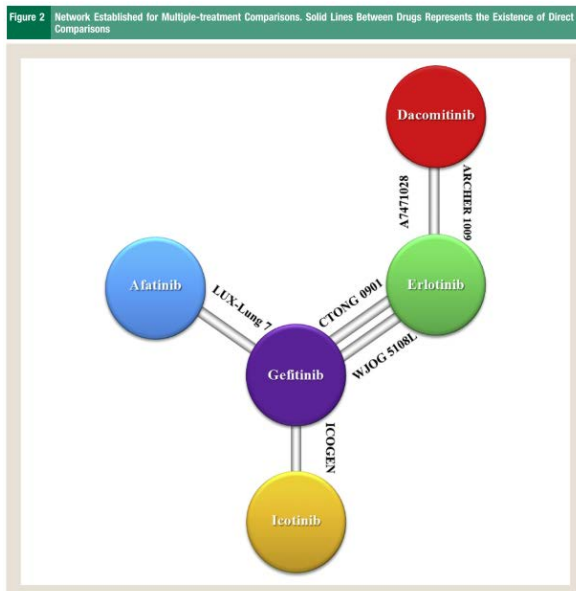 Figure 2 Network Established for Multiple-treatment Comparisons. Solid Lines Between Drugs Represents the Existence of Direct
Comparisons
Dacomitinib
A7471028
ARCHER 1009
Afatinib
LUX-Lung 7
CTONG 0901
Erlotinib
WJOG 5108L
Gefitinib
ICOGEN
Icotinib